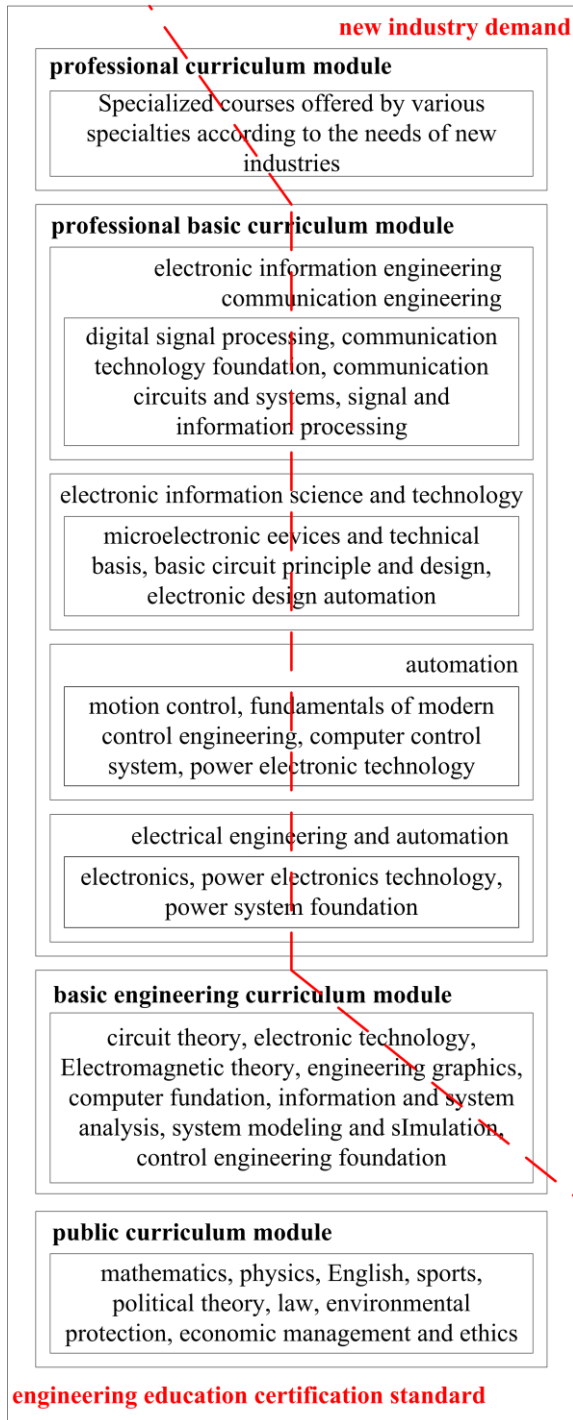 new industry demand
professional curriculum module
Specialized courses offered by various
specialties according to the needs of new
industries
professional basic curriculum module
electronic information engineering
communication engineering
digital signal processing, communication
technology foundation, communication
circuits and systems, signal and
information processing
electronic information science and technology
microelectronic eevices and technical
basis, basic circuit principle and design,
electronic design automation
automation
motion control, fundamentals of modern
control engineering, computer control
system, power electronic technology
electrical engineering and automation
electronics, power electronics technology,
power system foundation
basic engineering curriculum module
circuit theory, electronic technology,
Electromagnetic theory, engineering graphics,
computer fundation, information and system
analysis, system modeling and sImulation,
control engineering foundation
public curriculum module
mathematics, physics, English, sports,
political theory, law, environmental
protection, economic management and ethics
engineering education certification standard